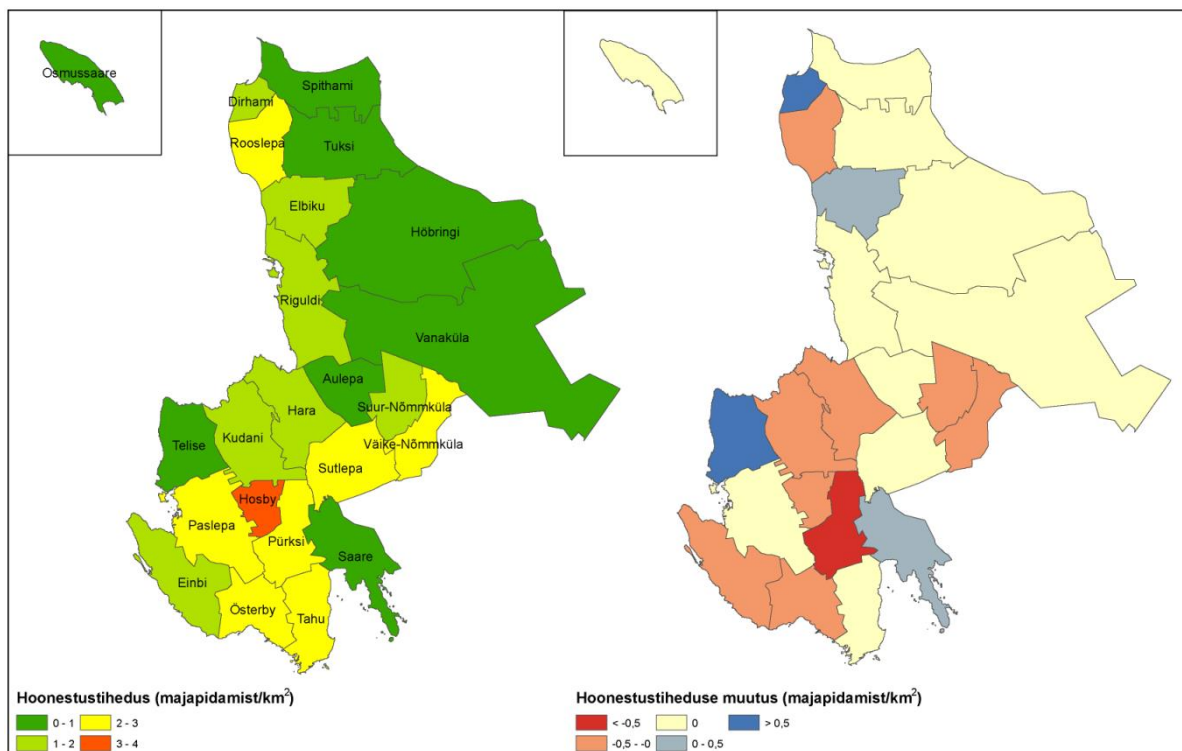 Osmussaare
Spithami
Dirhami
Rooslepa
Tuksi
Elbiku
Höbringi
Riguldi
Vanaküla
Aulepa
Suur-Nõmmküla
Hara
Telise
Kudani
Väike-Nõmmküla
Sutlepa
Hosby
Paslepa
Pürksi
Saare
Einbi
Österby
Tahu
Hoonestustihedus (majapidamist/km²)
0 - 1
2 - 3
1 - 2
3 - 4
Hoonestustiheduse muutus (majapidamist/km²)
< -0,5
0
> 0,5
-0,5 - -0
0 - 0,5